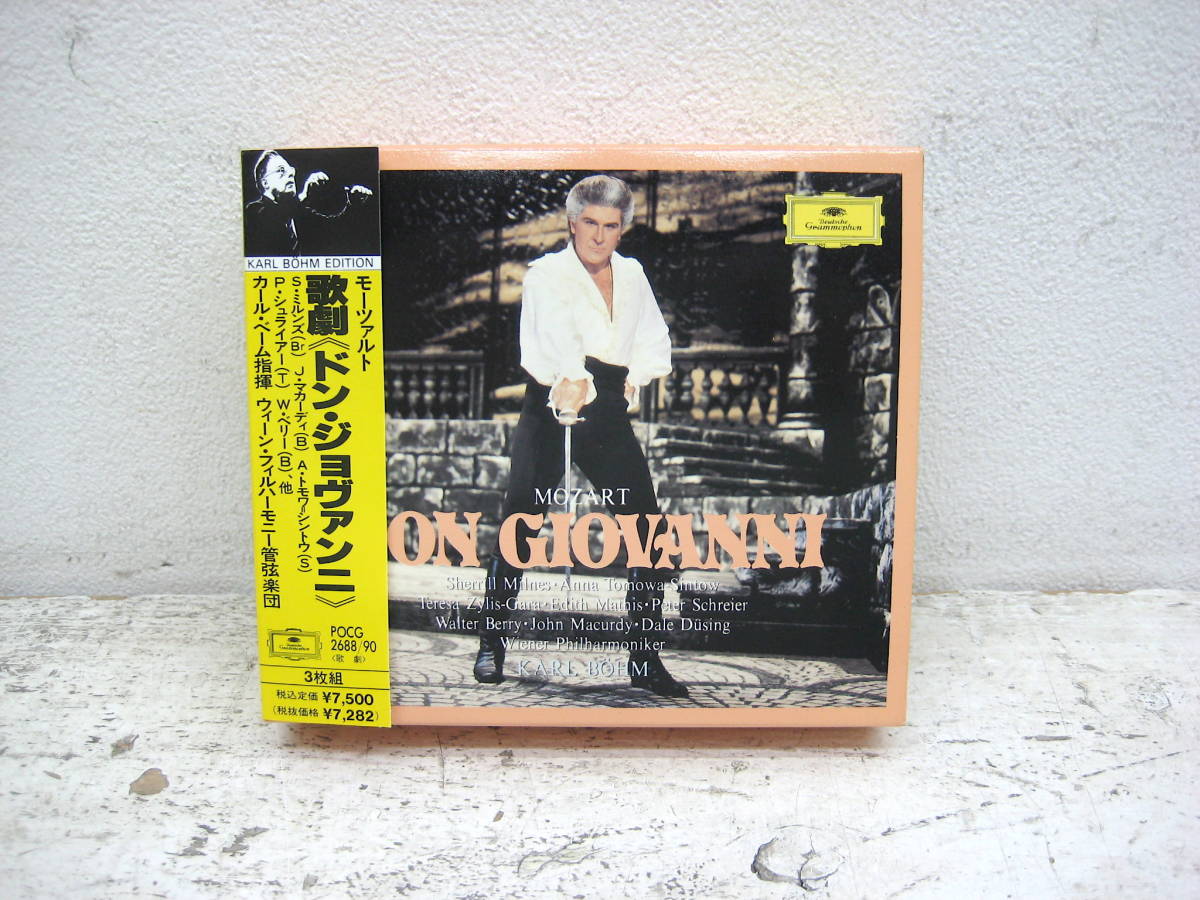 KARL BÖHM EDITION
モーツァルト
歌劇《ドン・ジョヴァンニ》
S・ミルンズ(Br) J・マカーディ(B) A・トモワ=シントウ(S)
P・シュライアー(T) W・ベリー(B)、他
カール・ベーム指揮 ウィーン・フィルハーモニー管弦楽団
Deutsche
Grammophon
POCG
2688/90
〈歌 劇〉
3枚組
税込定価 ¥7,500
(税抜価格 ¥7,282)
Deutsche
Grammophon
MOZART
ON GIOVANNI
Sherrill Milnes・Anna Tomowa Sintow
Teresa Zylis-Gara・Edith Mathis・Peter Schreier
Walter Berry・John Macurdy・Dale Düsing
Wiener Philharmoniker
KARL BÖHM